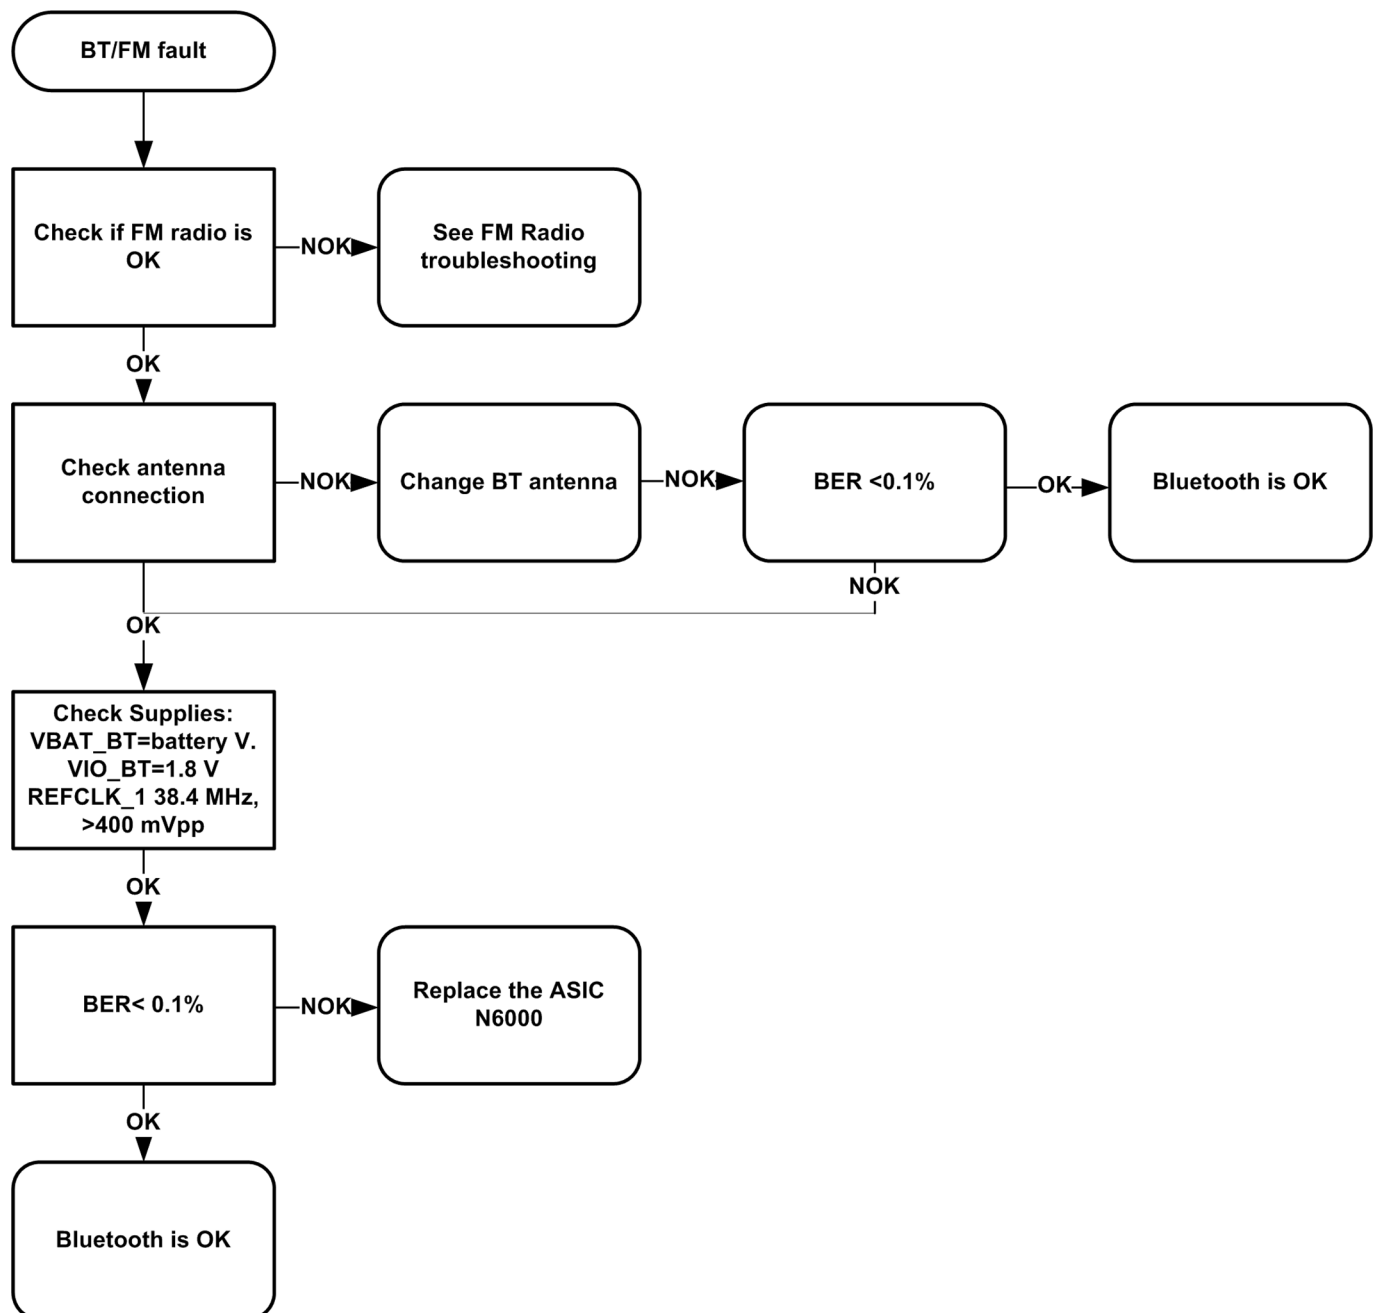 BT/FM fault
Check if FM radio is
OK
NOK
See FM Radio
troubleshooting
OK
Check antenna
connection
NOK
Change BT antenna
NOK
BER <0.1%
OK
Bluetooth is OK
NOK
OK
Check Supplies:
VBAT_BT=battery V.
VIO_BT=1.8 V
REFCLK_1 38.4 MHz,
>400 mVpp
OK
BER< 0.1%
NOK
Replace the ASIC
N6000
OK
Bluetooth is OK